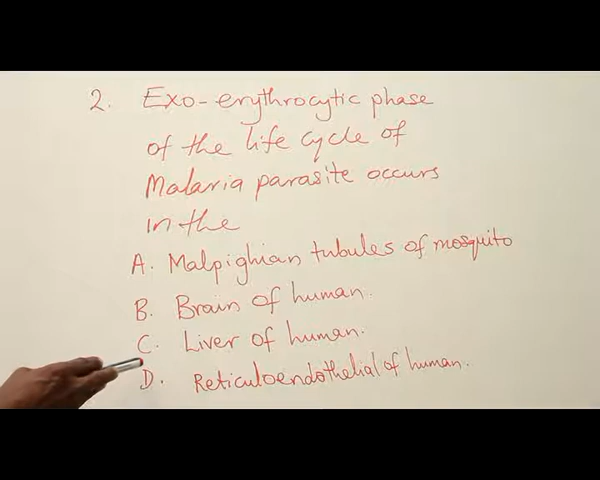 2. Exo-erythrocytic phase
of the life cycle of
Malaria parasite occurs
in the
A. Malpighian tubules of mosquito
B. Brain of human.
C. Liver of human.
D. Reticuloendothelial of human.